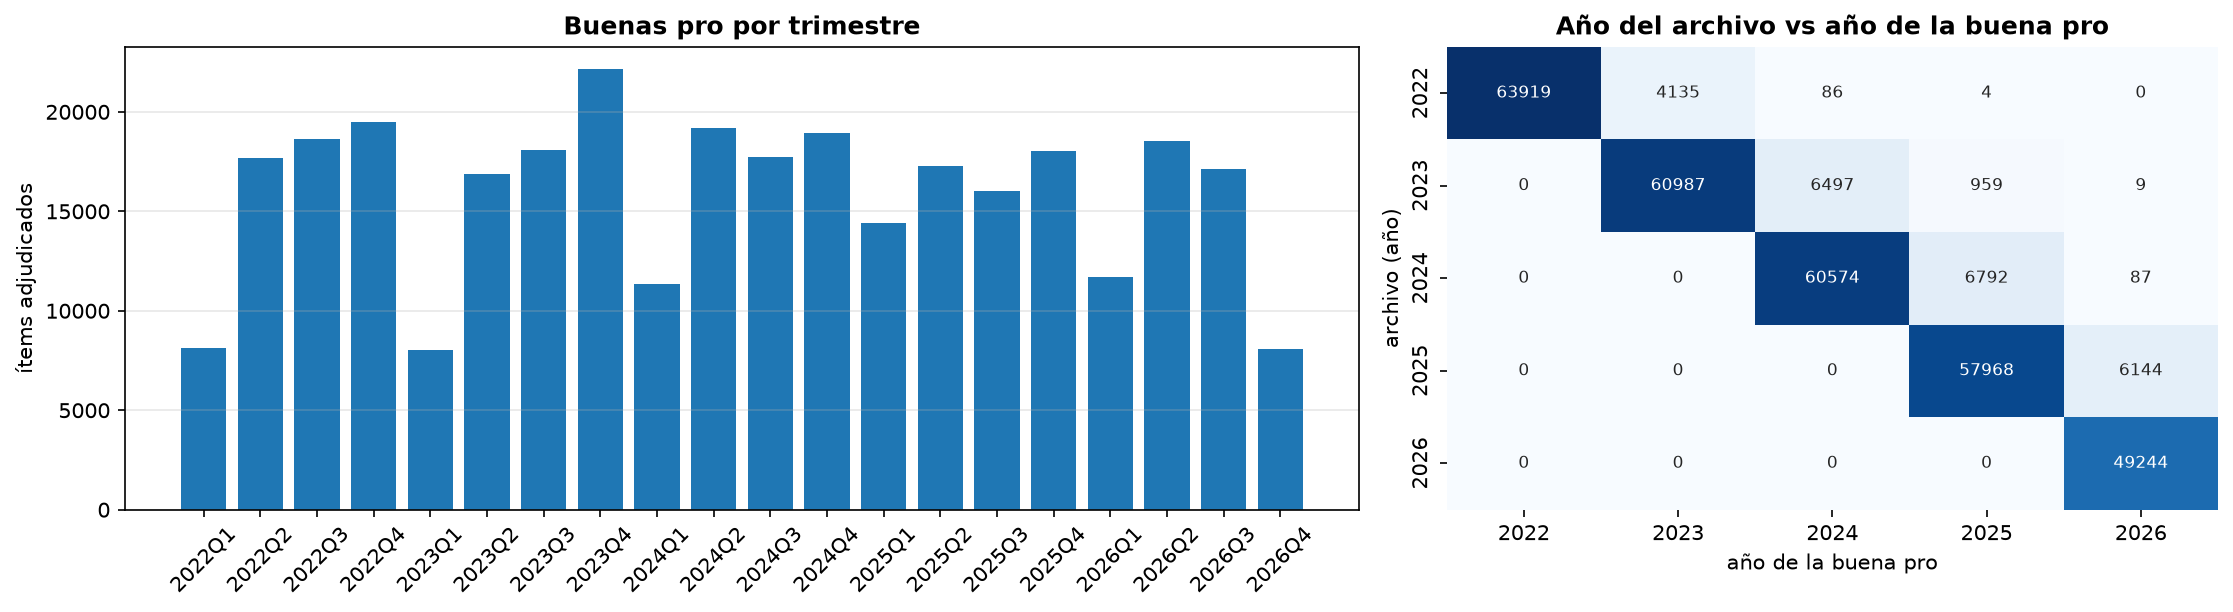 Buenas pro por trimestre
ítems adjudicados
20000
15000
10000
5000
0
2022Q1 2022Q2 2022Q3 2022Q4 2023Q1 2023Q2 2023Q3 2023Q4 2024Q1 2024Q2 2024Q3 2024Q4 2025Q1 2025Q2 2025Q3 2025Q4 2026Q1 2026Q2 2026Q3 2026Q4
Año del archivo vs año de la buena pro
archivo (año)
2022 63919 4135 86 4 0
2023 0 60987 6497 959 9
2024 0 0 60574 6792 87
2025 0 0 0 57968 6144
2026 0 0 0 0 49244
2022 2023 2024 2025 2026
año de la buena pro